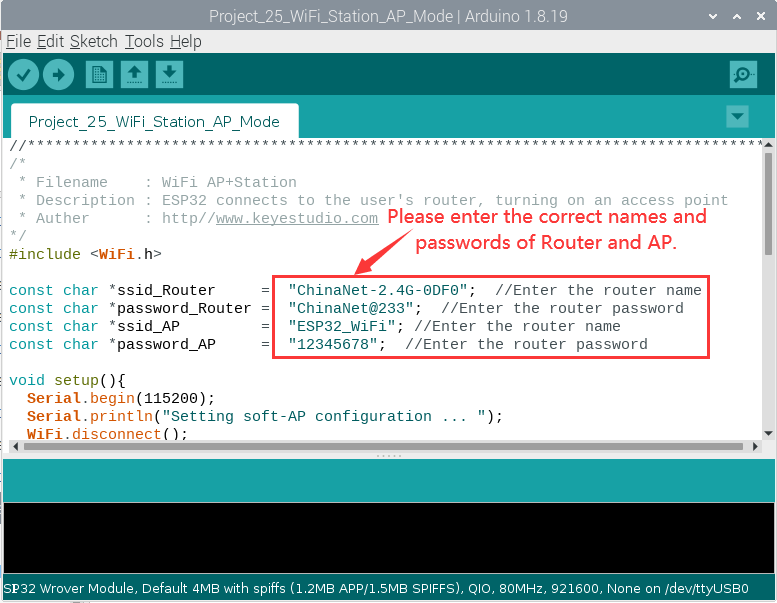 Project_25_WiFi_Station_AP_Mode | Arduino 1.8.19
File Edit Sketch Tools Help
Project_25_WiFi_Station_AP_Mode
//**********************************************************************************
/*
 * Filename    : WiFi AP+Station
 * Description : ESP32 connects to the user's router, turning on an access point
 * Auther      : http//www.keyestudio.com
*/
Please enter the correct names and
passwords of Router and AP.
#include <WiFi.h>
const char *ssid_Router     =  "ChinaNet-2.4G-0DF0";  //Enter the router name
const char *password_Router =  "ChinaNet@233";  //Enter the router password
const char *ssid_AP         =  "ESP32_WiFi"; //Enter the router name
const char *password_AP     =  "12345678";  //Enter the router password
void setup(){
  Serial.begin(115200);
  Serial.println("Setting soft-AP configuration ... ");
  WiFi.disconnect();
SP32 Wrover Module, Default 4MB with spiffs (1.2MB APP/1.5MB SPIFFS), QIO, 80MHz, 921600, None on /dev/ttyUSB0